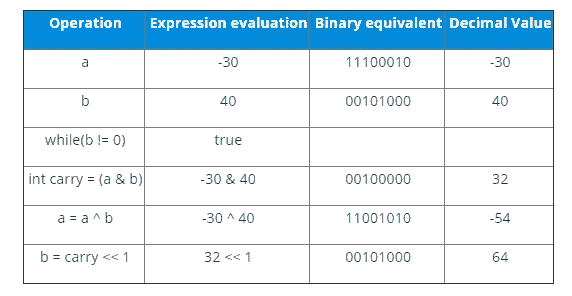 Operation Expression evaluation Binary equivalent Decimal Value
a -30 11100010 -30
b 40 00101000 40
while(b != 0) true
int carry = (a & b) -30 & 40 00100000 32
a = a ^ b -30 ^ 40 11001010 -54
b = carry << 1 32 << 1 00101000 64